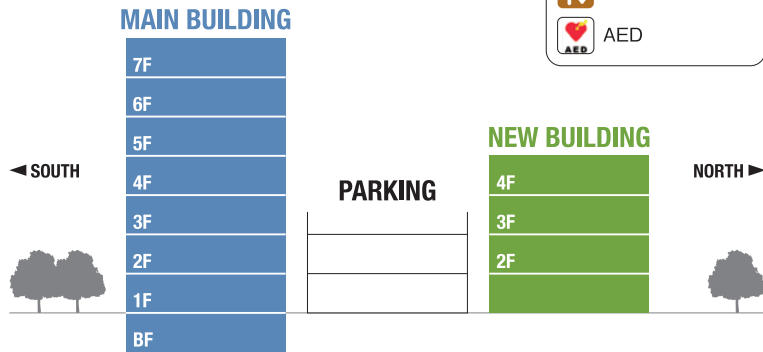 AED
AED
MAIN BUILDING
7F
6F
5F
4F
3F
2F
1F
BF
◄ SOUTH
PARKING
NEW BUILDING
4F
3F
2F
NORTH ►